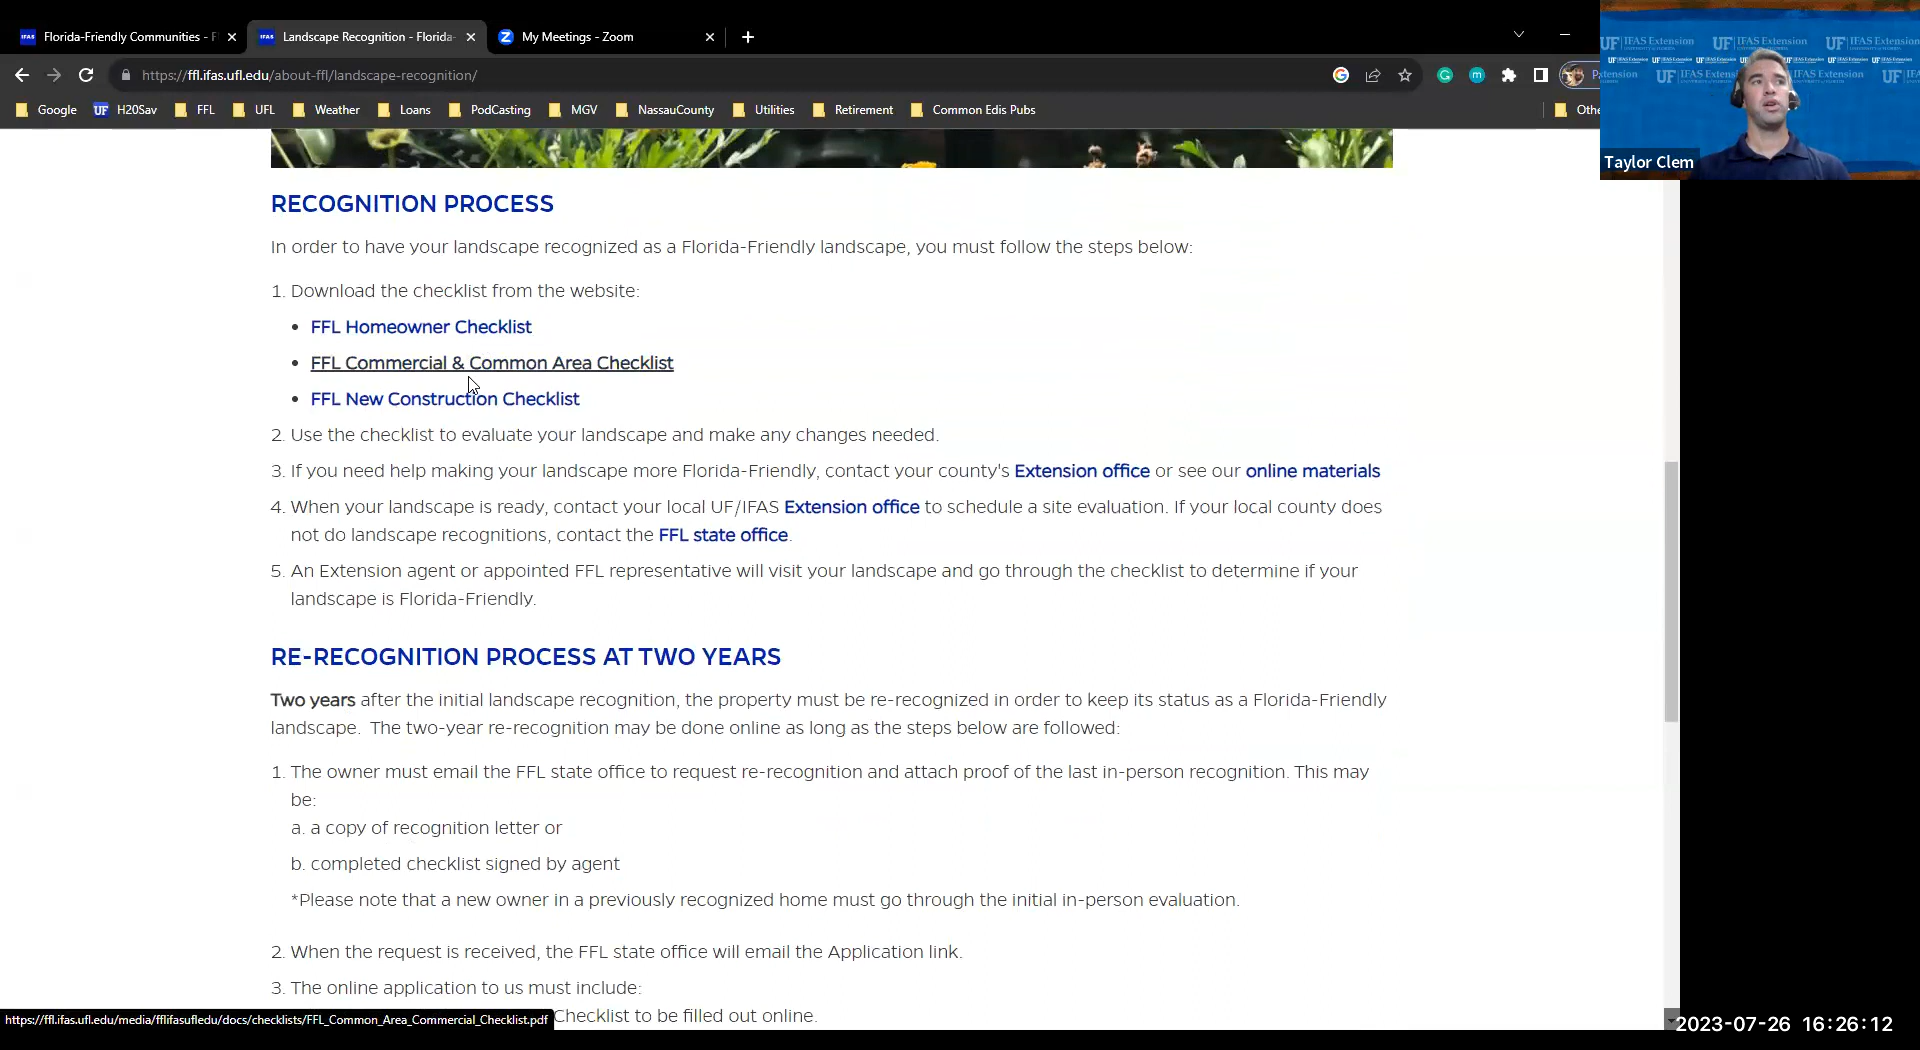 Florida-Friendly Communities - F
Landscape Recognition - Florida-
My Meetings - Zoom
https://ffl.ifas.ufl.edu/about-ffl/landscape-recognition/
Google
H20Sav
FFL
UFL
Weather
Loans
PodCasting
MGV
NassauCounty
Utilities
Retirement
Common Edis Pubs
UF IFAS Extension
Taylor Clem
RECOGNITION PROCESS
In order to have your landscape recognized as a Florida-Friendly landscape, you must follow the steps below:
1. Download the checklist from the website:
• FFL Homeowner Checklist
• FFL Commercial & Common Area Checklist
• FFL New Construction Checklist
2. Use the checklist to evaluate your landscape and make any changes needed.
3. If you need help making your landscape more Florida-Friendly, contact your county's Extension office or see our online materials
4. When your landscape is ready, contact your local UF/IFAS Extension office to schedule a site evaluation. If your local county does
not do landscape recognitions, contact the FFL state office.
5. An Extension agent or appointed FFL representative will visit your landscape and go through the checklist to determine if your
landscape is Florida-Friendly.
RE-RECOGNITION PROCESS AT TWO YEARS
Two years after the initial landscape recognition, the property must be re-recognized in order to keep its status as a Florida-Friendly
landscape. The two-year re-recognition may be done online as long as the steps below are followed:
1. The owner must email the FFL state office to request re-recognition and attach proof of the last in-person recognition. This may
be:
a. a copy of recognition letter or
b. completed checklist signed by agent
*Please note that a new owner in a previously recognized home must go through the initial in-person evaluation.
2. When the request is received, the FFL state office will email the Application link.
3. The online application to us must include:
Checklist to be filled out online.
https://ffl.ifas.ufl.edu/media/fflifasufledu/docs/checklists/FFL_Common_Area_Commercial_Checklist.pdf
2023-07-26 16:26:12